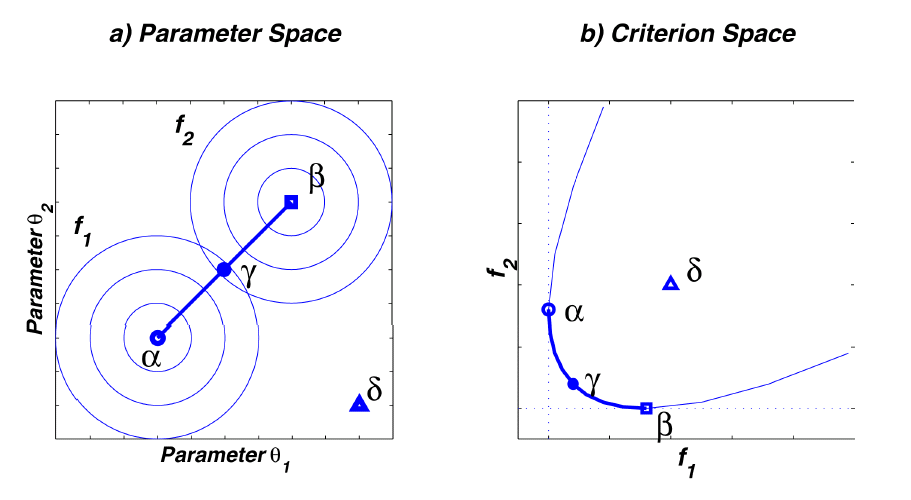 a) Parameter Space
f2
β
f1
γ
α
δ
Parameter θ2
Parameter θ1
b) Criterion Space
f2
δ
α
γ
β
f1